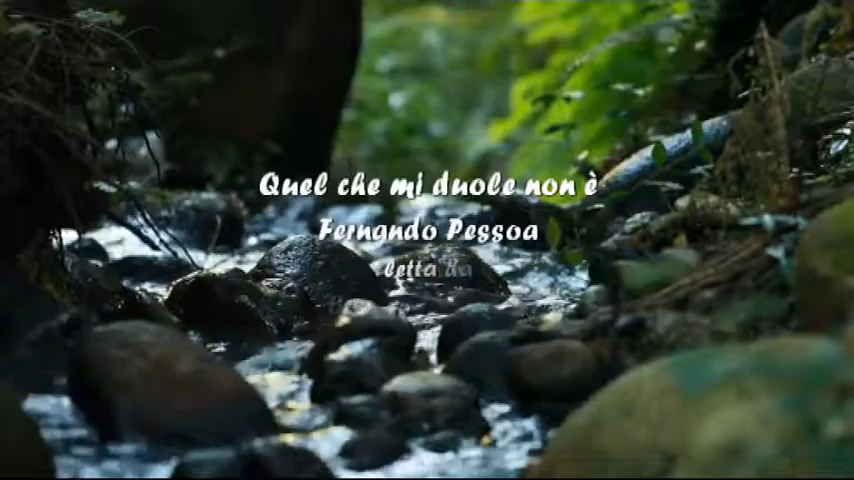 Quel che mi duole non è
Fernando Pessoa
letta da